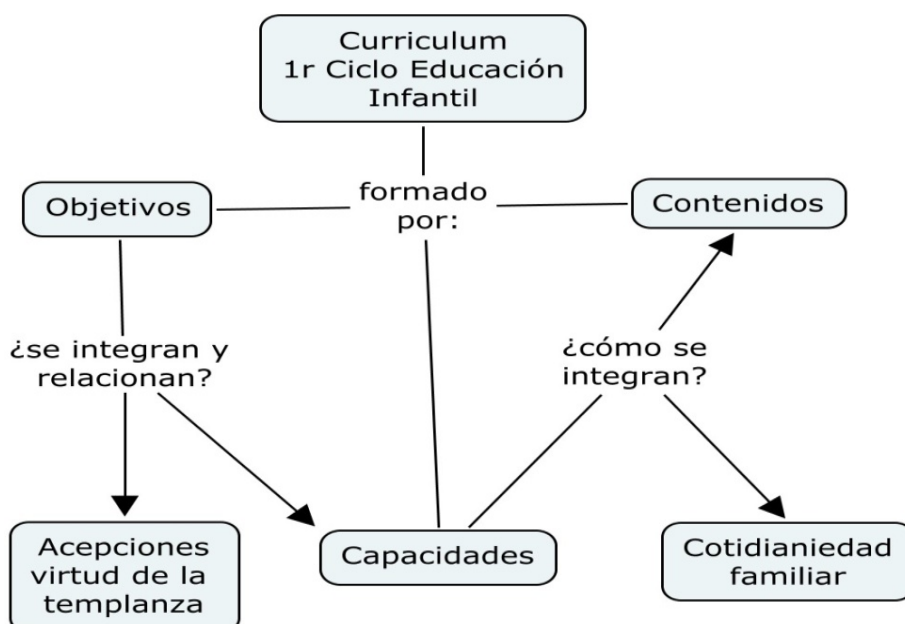 Curriculum
1r Ciclo Educación
Infantil
formado
por:
Objetivos
Contenidos
¿se integran y
relacionan?
¿cómo se
integran?
Acepciones
virtud de la
templanza
Capacidades
Cotidianiedad
familiar